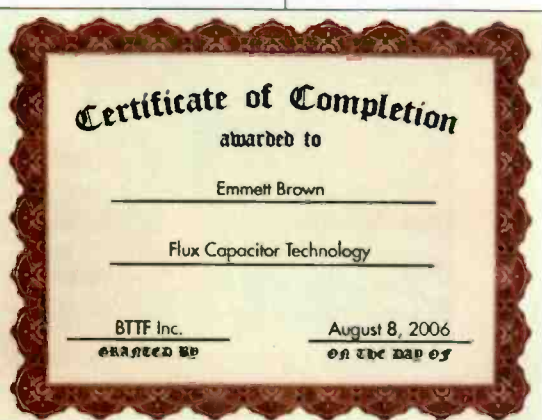 Certificate of Completion
awarded to
Emmett Brown
Flux Capacitor Technology
BTTF Inc.
GRANTED BY
August 8, 2006
ON THE DAY OF